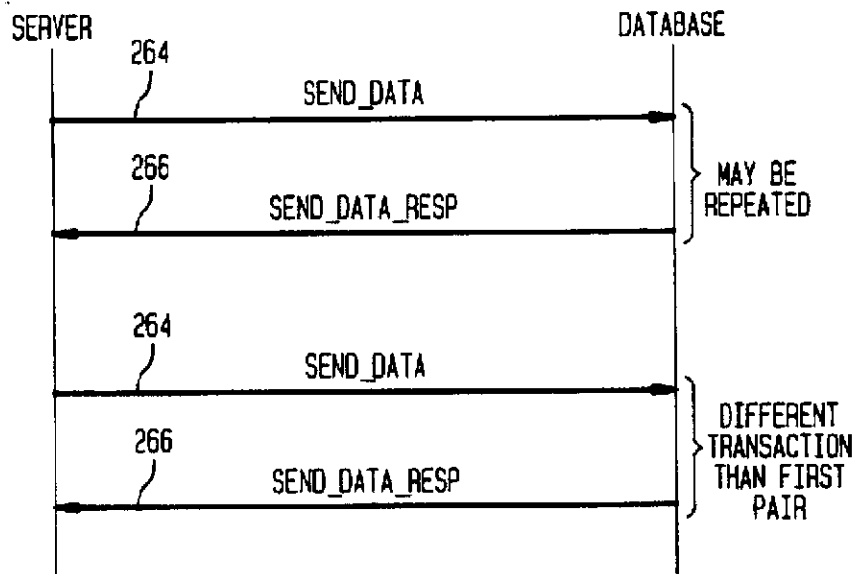 SERVER
DATABASE
264
SEND_DATA
266
SEND_DATA_RESP
MAY BE
REPEATED
264
SEND_DATA
266
SEND_DATA_RESP
DIFFERENT
TRANSACTION
THAN FIRST
PAIR